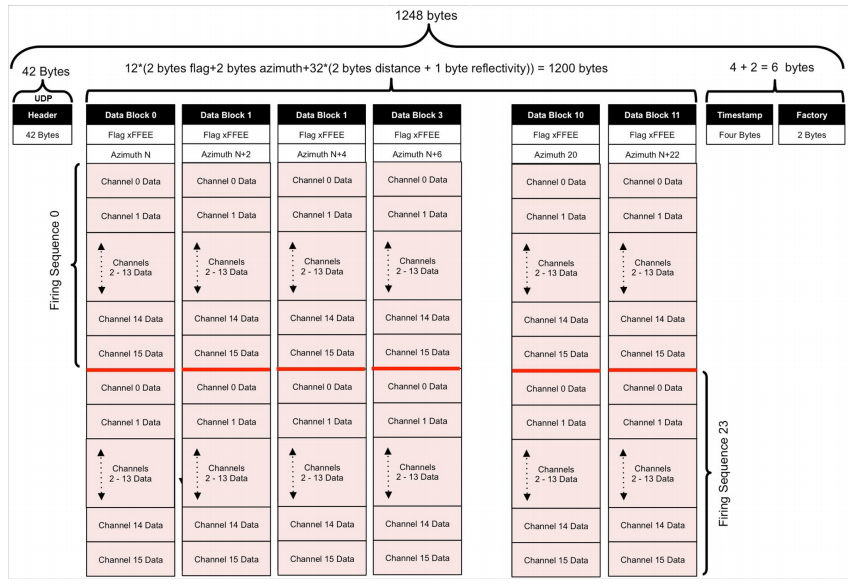 1248 bytes
42 Bytes
12*(2 bytes flag+2 bytes azimuth+32*(2 bytes distance + 1 byte reflectivity)) = 1200 bytes
4 + 2 = 6 bytes
UDP
Header
42 Bytes
Data Block 0
Flag xFFEE
Azimuth N
Channel 0 Data
Channel 1 Data
Channels
2 - 13 Data
Channel 14 Data
Channel 15 Data
Channel 0 Data
Channel 1 Data
Channels
2 - 13 Data
Channel 14 Data
Channel 15 Data
Data Block 1
Flag xFFEE
Azimuth N+2
Channel 0 Data
Channel 1 Data
Channels
2 - 13 Data
Channel 14 Data
Channel 15 Data
Channel 0 Data
Channel 1 Data
Channels
2 - 13 Data
Channel 14 Data
Channel 15 Data
Data Block 1
Flag xFFEE
Azimuth N+4
Channel 0 Data
Channel 1 Data
Channels
2 - 13 Data
Channel 14 Data
Channel 15 Data
Channel 0 Data
Channel 1 Data
Channels
2 - 13 Data
Channel 14 Data
Channel 15 Data
Data Block 3
Flag xFFEE
Azimuth N+6
Channel 0 Data
Channel 1 Data
Channels
2 - 13 Data
Channel 14 Data
Channel 15 Data
Channel 0 Data
Channel 1 Data
Channels
2 - 13 Data
Channel 14 Data
Channel 15 Data
Data Block 10
Flag xFFEE
Azimuth 20
Channel 0 Data
Channel 1 Data
Channels
2 - 13 Data
Channel 14 Data
Channel 15 Data
Channel 0 Data
Channel 1 Data
Channels
2 - 13 Data
Channel 14 Data
Channel 15 Data
Data Block 11
Flag xFFEE
Azimuth N+22
Channel 0 Data
Channel 1 Data
Channels
2 - 13 Data
Channel 14 Data
Channel 15 Data
Channel 0 Data
Channel 1 Data
Channels
2 - 13 Data
Channel 14 Data
Channel 15 Data
Timestamp
Four Bytes
Factory
2 Bytes
Firing Sequence 0
Firing Sequence 23